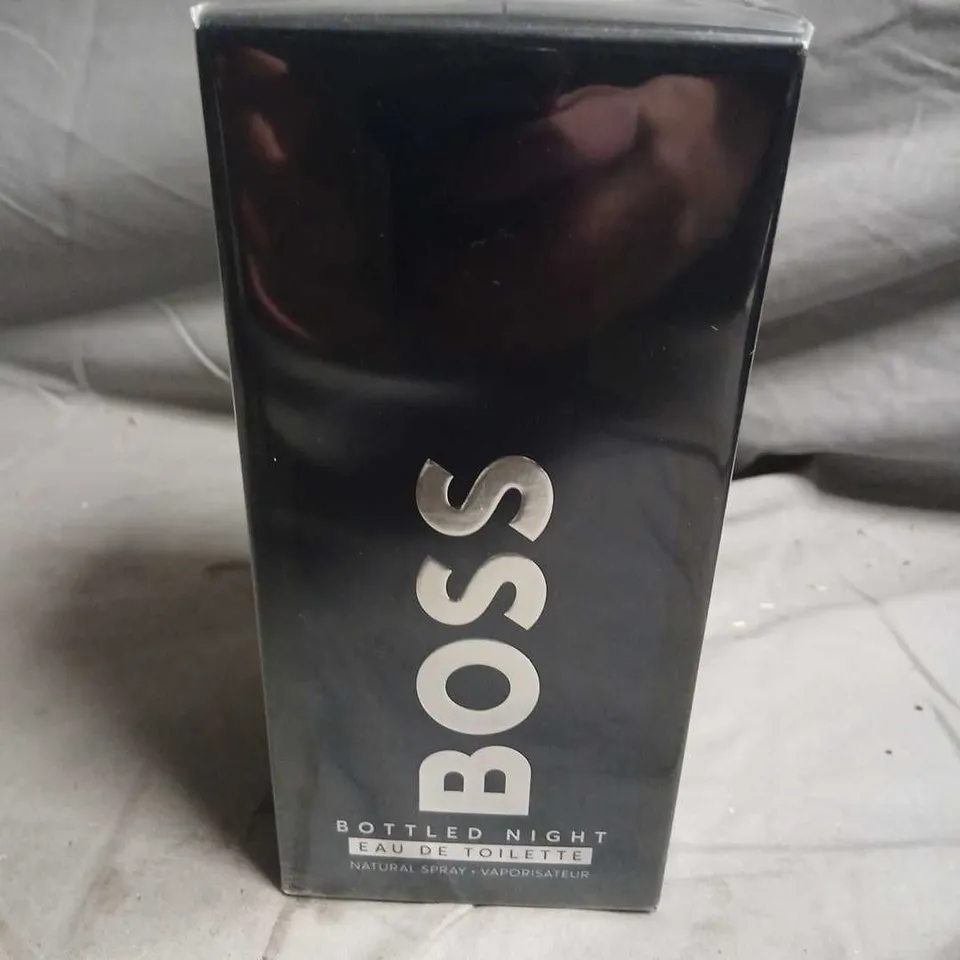 BOSS
BOTTLED NIGHT
EAU DE TOILETTE
NATURAL SPRAY • VAPORISATEUR